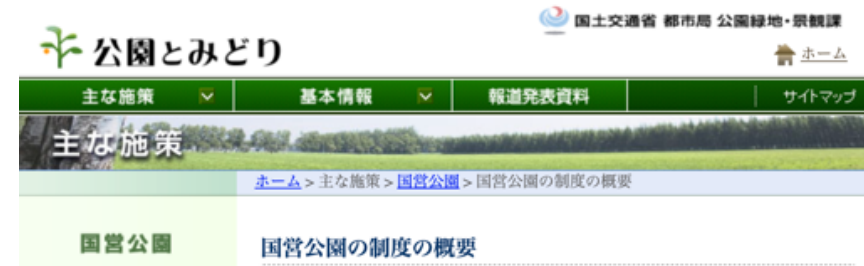 国土交通省 都市局 公園緑地・景観課
公園とみどり
ホーム
主な施策 基本情報 報道発表資料 サイトマップ
主な施策
ホーム > 主な施策 > 国営公園 > 国営公園の制度の概要
国営公園
国営公園の制度の概要